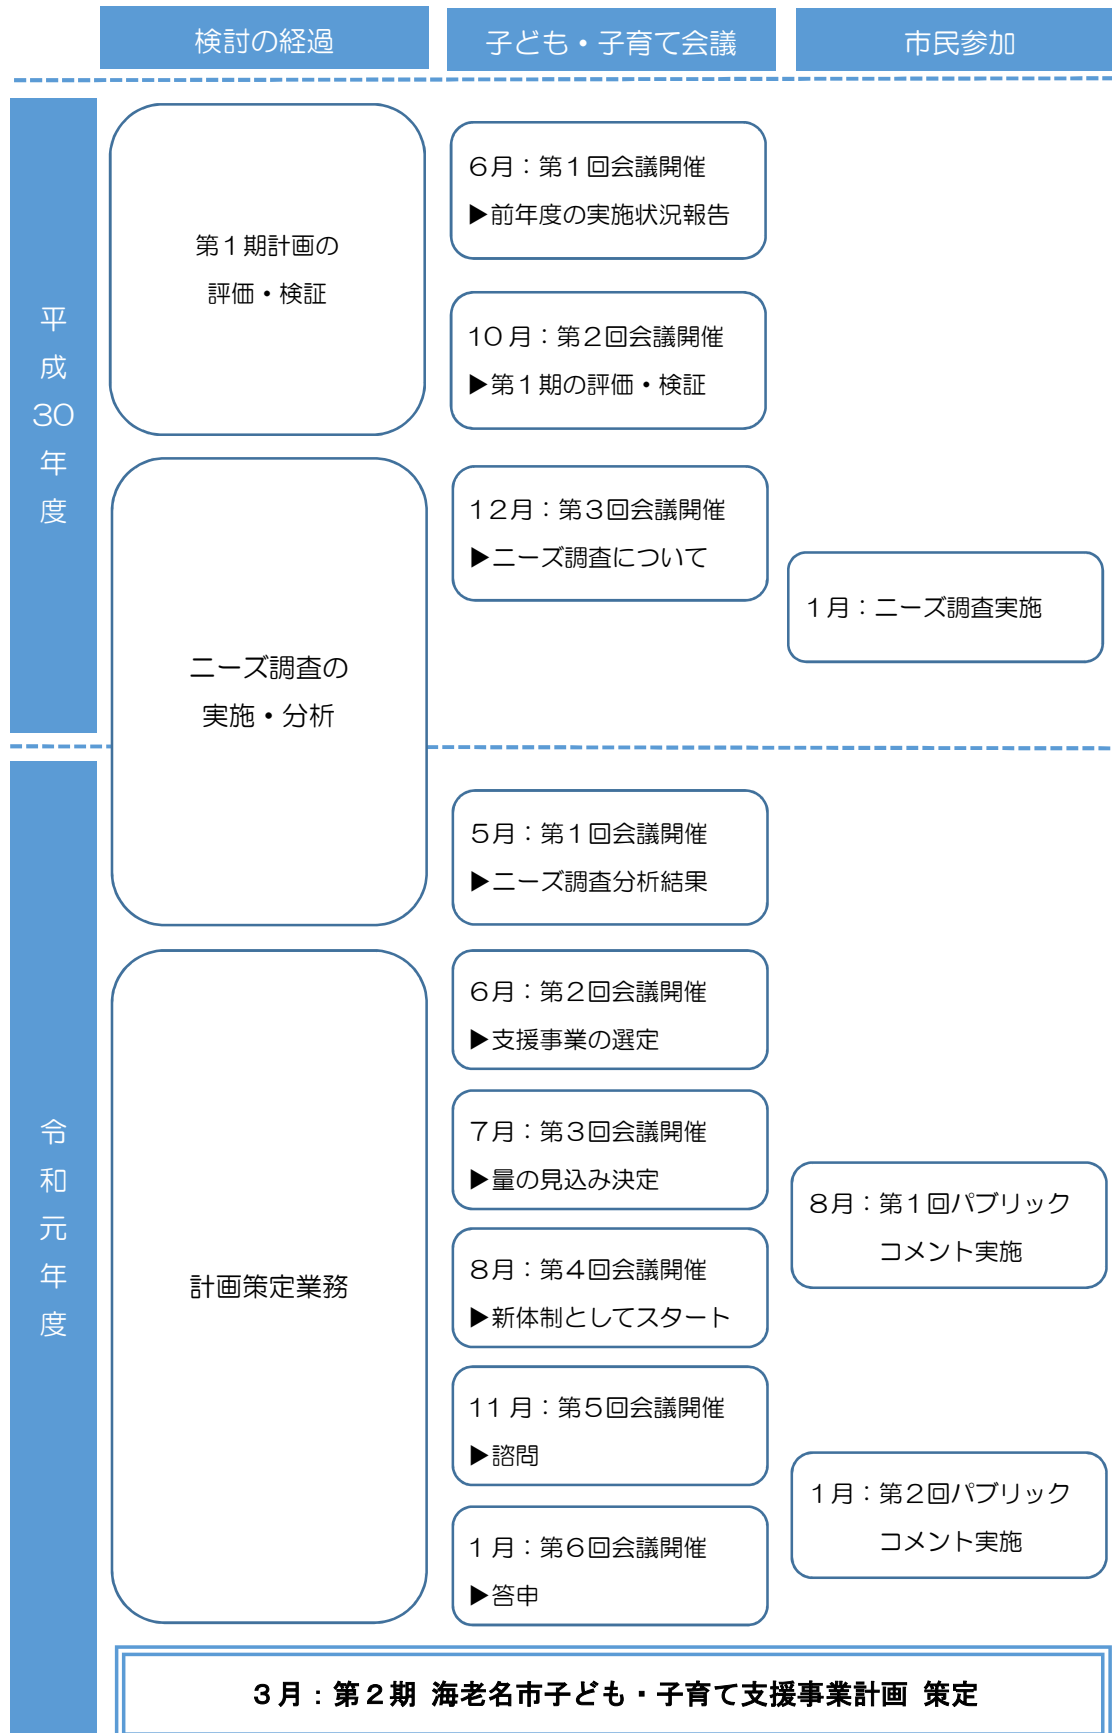 検討の経過
子ども・子育て会議
市民参加
平成30年度
第１期計画の
評価・検証
６月：第１回会議開催
▶前年度の実施状況報告
10月：第２回会議開催
▶第１期の評価・検証
ニーズ調査の
実施・分析
１２月：第３回会議開催
▶ニーズ調査について
１月：ニーズ調査実施
令和元年度
５月：第１回会議開催
▶ニーズ調査分析結果
計画策定業務
６月：第２回会議開催
▶支援事業の選定
７月：第３回会議開催
▶量の見込み決定
８月：第１回パブリック
コメント実施
８月：第４回会議開催
▶新体制としてスタート
11月：第５回会議開催
▶諮問
１月：第２回パブリック
コメント実施
１月：第６回会議開催
▶答申
３月：第２期 海老名市子ども・子育て支援事業計画 策定